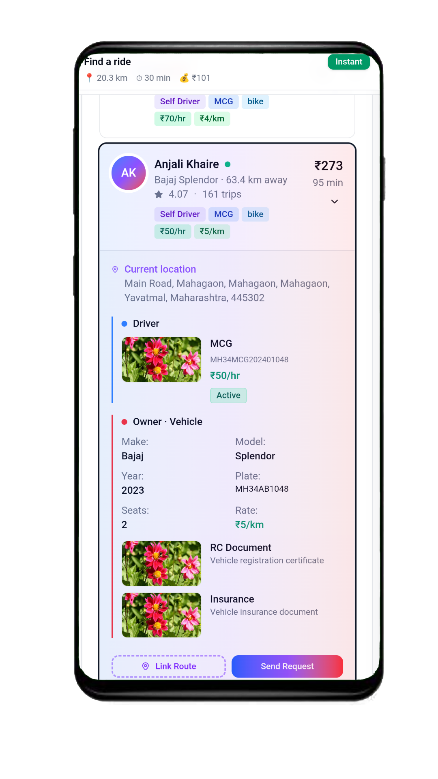 Find a ride
Instant
20.3 km 30 min ₹101
Self Driver MCG bike
₹70/hr ₹4/km
AK
Anjali Khaire
₹273
Bajaj Splendor · 63.4 km away
95 min
4.07 · 161 trips
Self Driver MCG bike
₹50/hr ₹5/km
Current location
Main Road, Mahagaon, Mahagaon, Mahagaon,
Yavatmal, Maharashtra, 445302
Driver
MCG
MH34MCG202401048
₹50/hr
Active
Owner · Vehicle
Make: Model:
Bajaj Splendor
Year: Plate:
2023 MH34AB1048
Seats: Rate:
2 ₹5/km
RC Document
Vehicle registration certificate
Insurance
Vehicle insurance document
Link Route Send Request